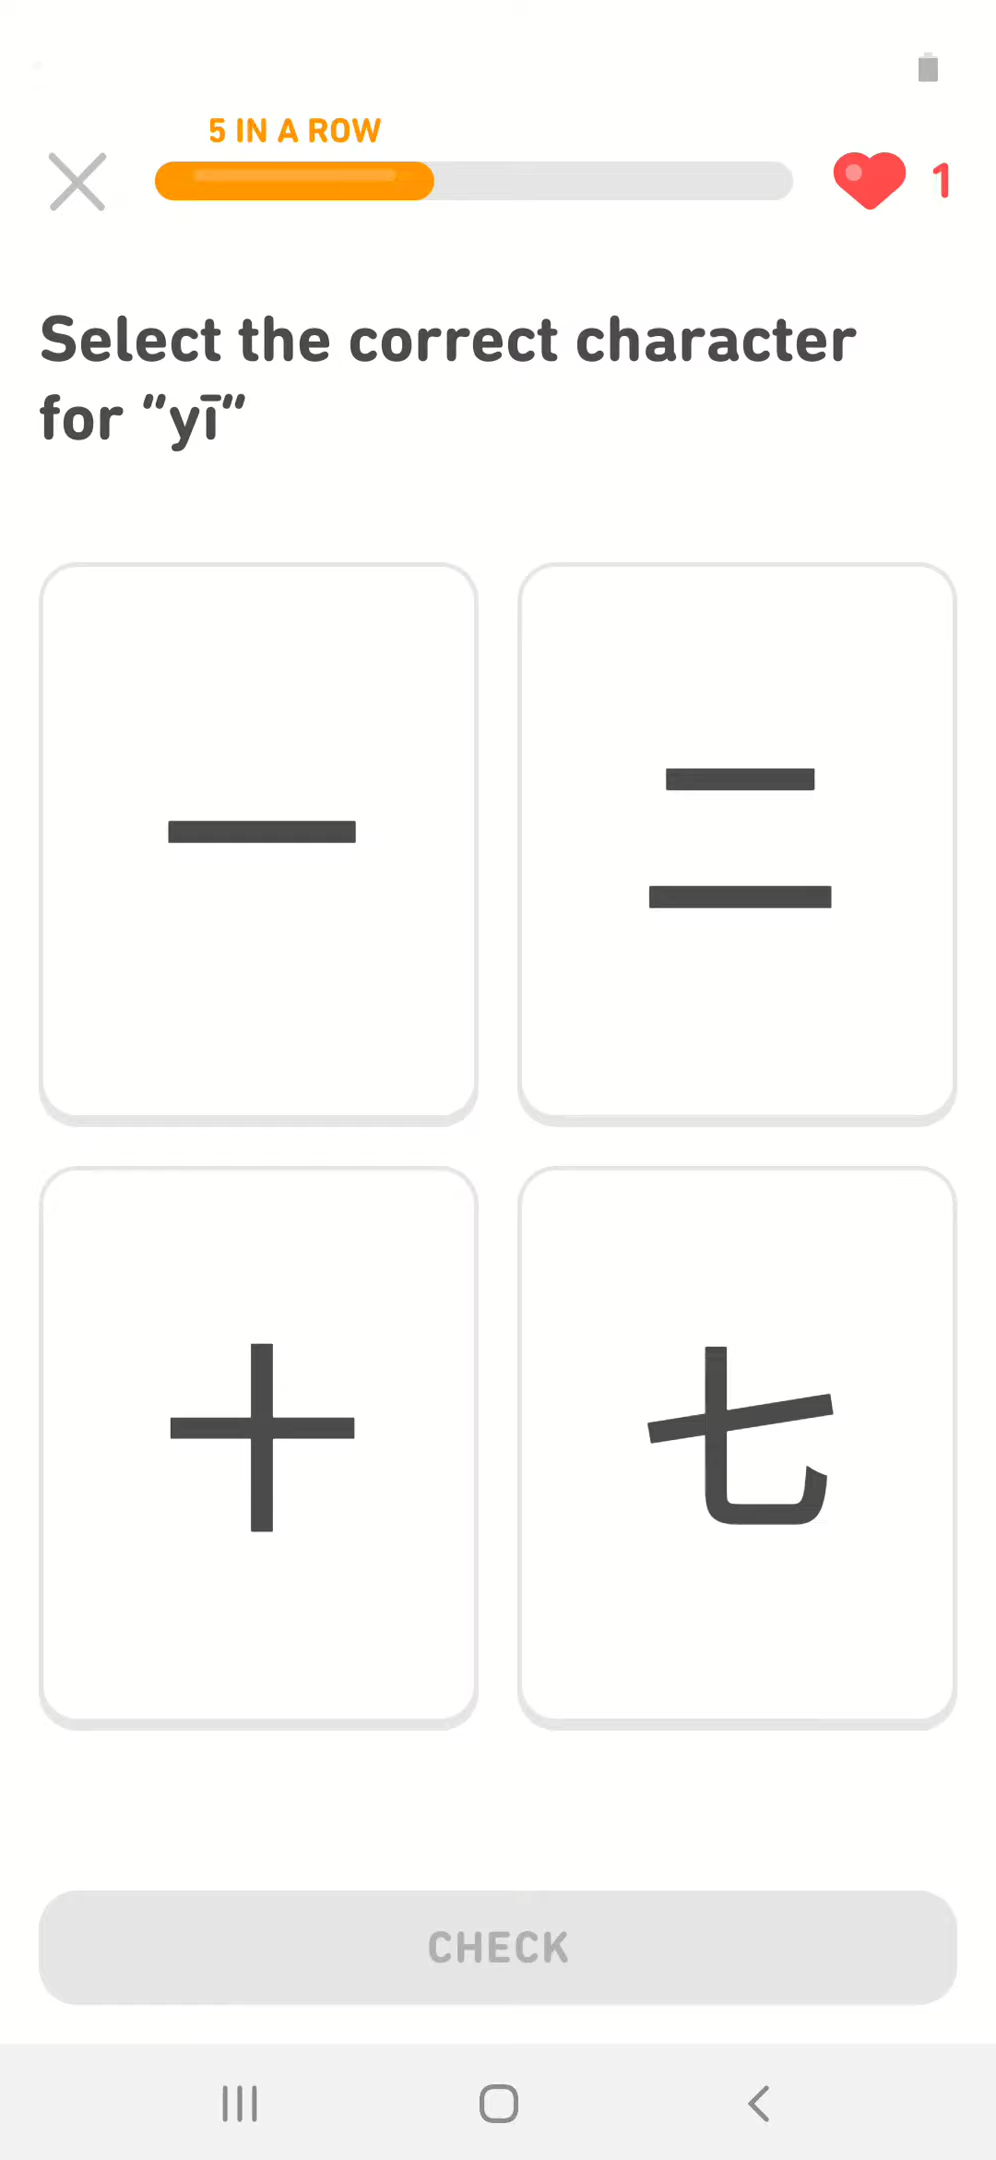 5 IN A ROW
1
Select the correct character
for “yī”
一
二
十
七
CHECK